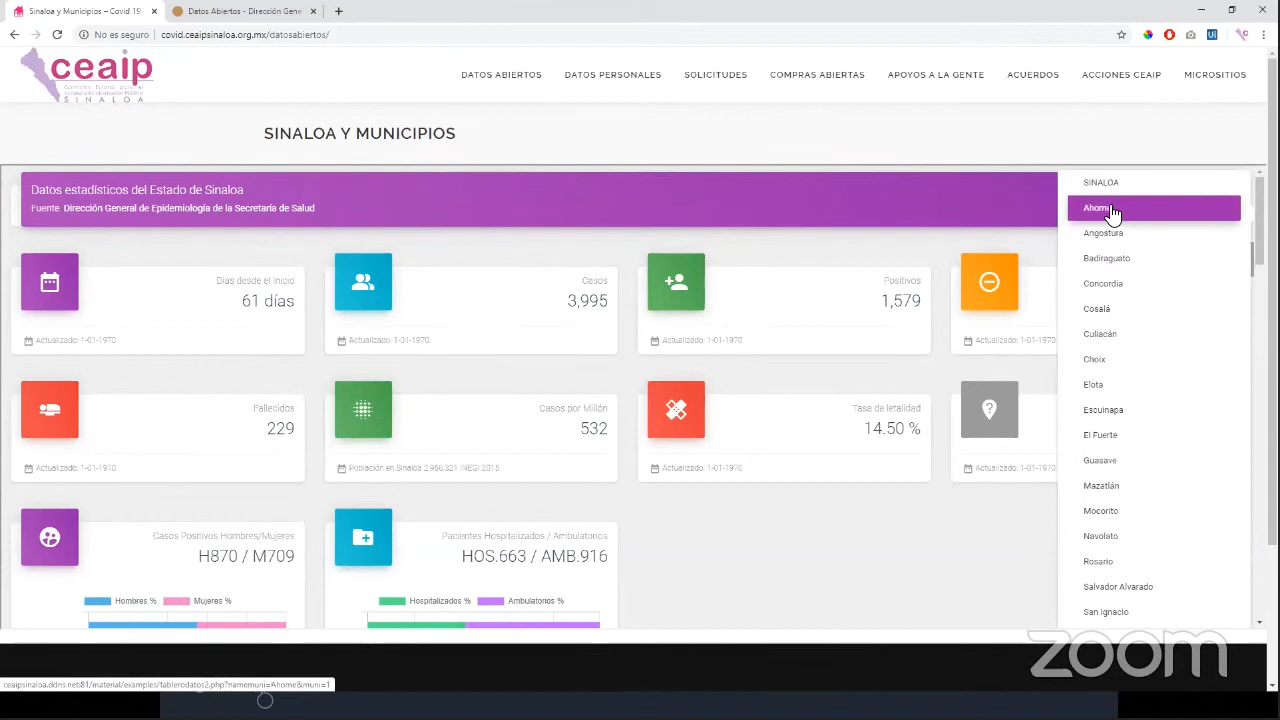 Sinaloa y Municipios – Covid 19
Datos Abiertos - Dirección Gene
No es seguro
covid.ceaipsinaloa.org.mx/datosabiertos/
ceaip
SINALOA
DATOS ABIERTOS
DATOS PERSONALES
SOLICITUDES
COMPRAS ABIERTAS
APOYOS A LA GENTE
ACUERDOS
ACCIONES CEAIP
MICROSITIOS
SINALOA Y MUNICIPIOS
Datos estadísticos del Estado de Sinaloa
Fuente: Dirección General de Epidemiología de la Secretaría de Salud
Días desde el Inicio
61 días
Actualizado: 1-01-1970
Casos
3,995
Actualizado: 1-01-1970
Positivos
1,579
Actualizado: 1-01-1970
Actualizado: 1-01-1970
Fallecidos
229
Actualizado: 1-01-1970
Casos por Millón
532
Población en Sinaloa 2,966,321 INEGI 2015
Tasa de letalidad
14.50 %
Actualizado: 1-01-1970
Actualizado: 1-01-1970
Casos Positivos Hombres/Mujeres
H870 / M709
Hombres %
Mujeres %
Pacientes Hospitalizados / Ambulatorios
HOS.663 / AMB.916
Hospitalizados %
Ambulatorios %
SINALOA
Ahome
Angostura
Badiraguato
Concordia
Cosalá
Culiacán
Choix
Elota
Escuinapa
El Fuerte
Guasave
Mazatlán
Mocorito
Navolato
Rosario
Salvador Alvarado
San Ignacio
zoom
ceaipsinaloa.ddns.net:81/material/examples/tablerodatos2.php?namemuni=Ahome&muni=1